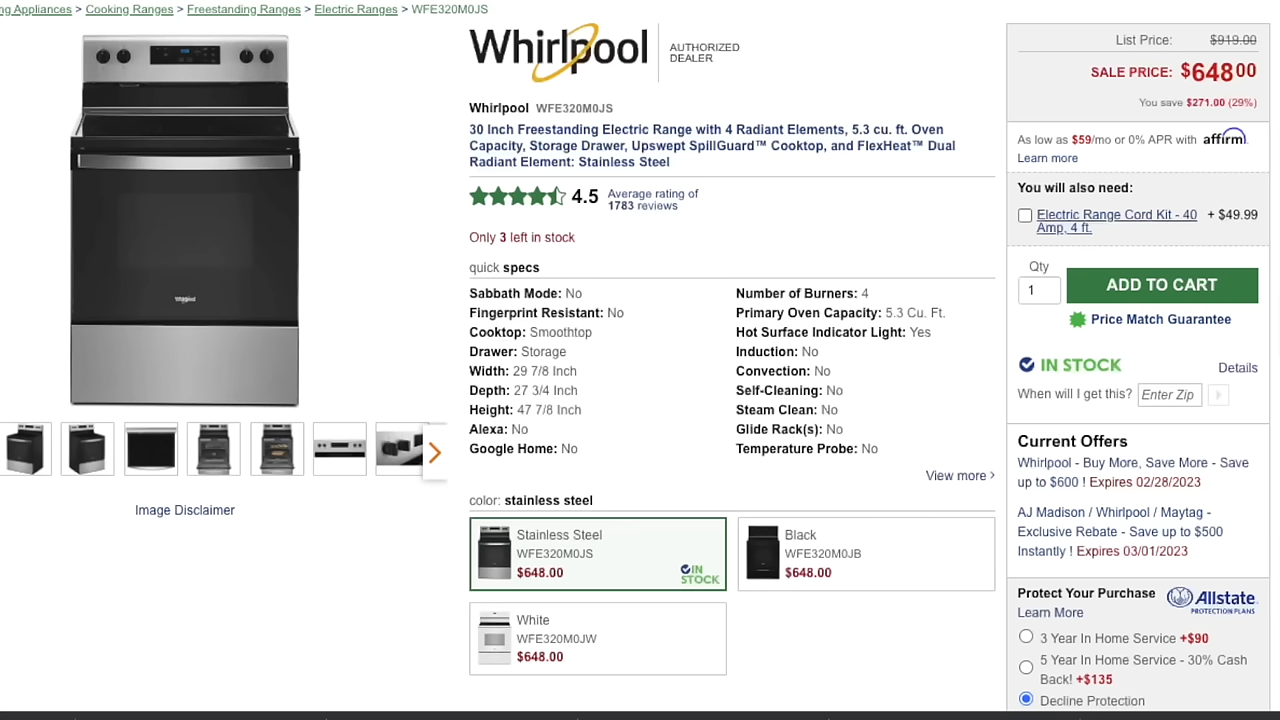 ng Appliances > Cooking Ranges > Freestanding Ranges > Electric Ranges > WFE320M0JS
Whirlpool
AUTHORIZED
DEALER
Whirlpool WFE320M0JS
30 Inch Freestanding Electric Range with 4 Radiant Elements, 5.3 cu. ft. Oven
Capacity, Storage Drawer, Upswept SpillGuard™ Cooktop, and FlexHeat™ Dual
Radiant Element: Stainless Steel
4.5 Average rating of
1783 reviews
Only 3 left in stock
quick specs
Sabbath Mode: No
Fingerprint Resistant: No
Cooktop: Smoothtop
Drawer: Storage
Width: 29 7/8 Inch
Depth: 27 3/4 Inch
Height: 47 7/8 Inch
Alexa: No
Google Home: No
Number of Burners: 4
Primary Oven Capacity: 5.3 Cu. Ft.
Hot Surface Indicator Light: Yes
Induction: No
Convection: No
Self-Cleaning: No
Steam Clean: No
Glide Rack(s): No
Temperature Probe: No
View more >
Whirlpool
Image Disclaimer
color: stainless steel
Stainless Steel
WFE320M0JS
$648.00
IN
STOCK
Black
WFE320M0JB
$648.00
White
WFE320M0JW
$648.00
List Price: $919.00
SALE PRICE: $64800
You save $271.00 (29%)
As low as $59/mo or 0% APR with affirm.
Learn more
You will also need:
Electric Range Cord Kit - 40 + $49.99
Amp, 4 ft.
Qty
1
ADD TO CART
Price Match Guarantee
IN STOCK
Details
When will I get this? Enter Zip
Current Offers
Whirlpool - Buy More, Save More - Save
up to $600 ! Expires 02/28/2023
AJ Madison / Whirlpool / Maytag -
Exclusive Rebate - Save up to $500
Instantly ! Expires 03/01/2023
Protect Your Purchase
Learn More
Allstate.
PROTECTION PLANS
3 Year In Home Service +$90
5 Year In Home Service - 30% Cash
Back! +$135
Decline Protection